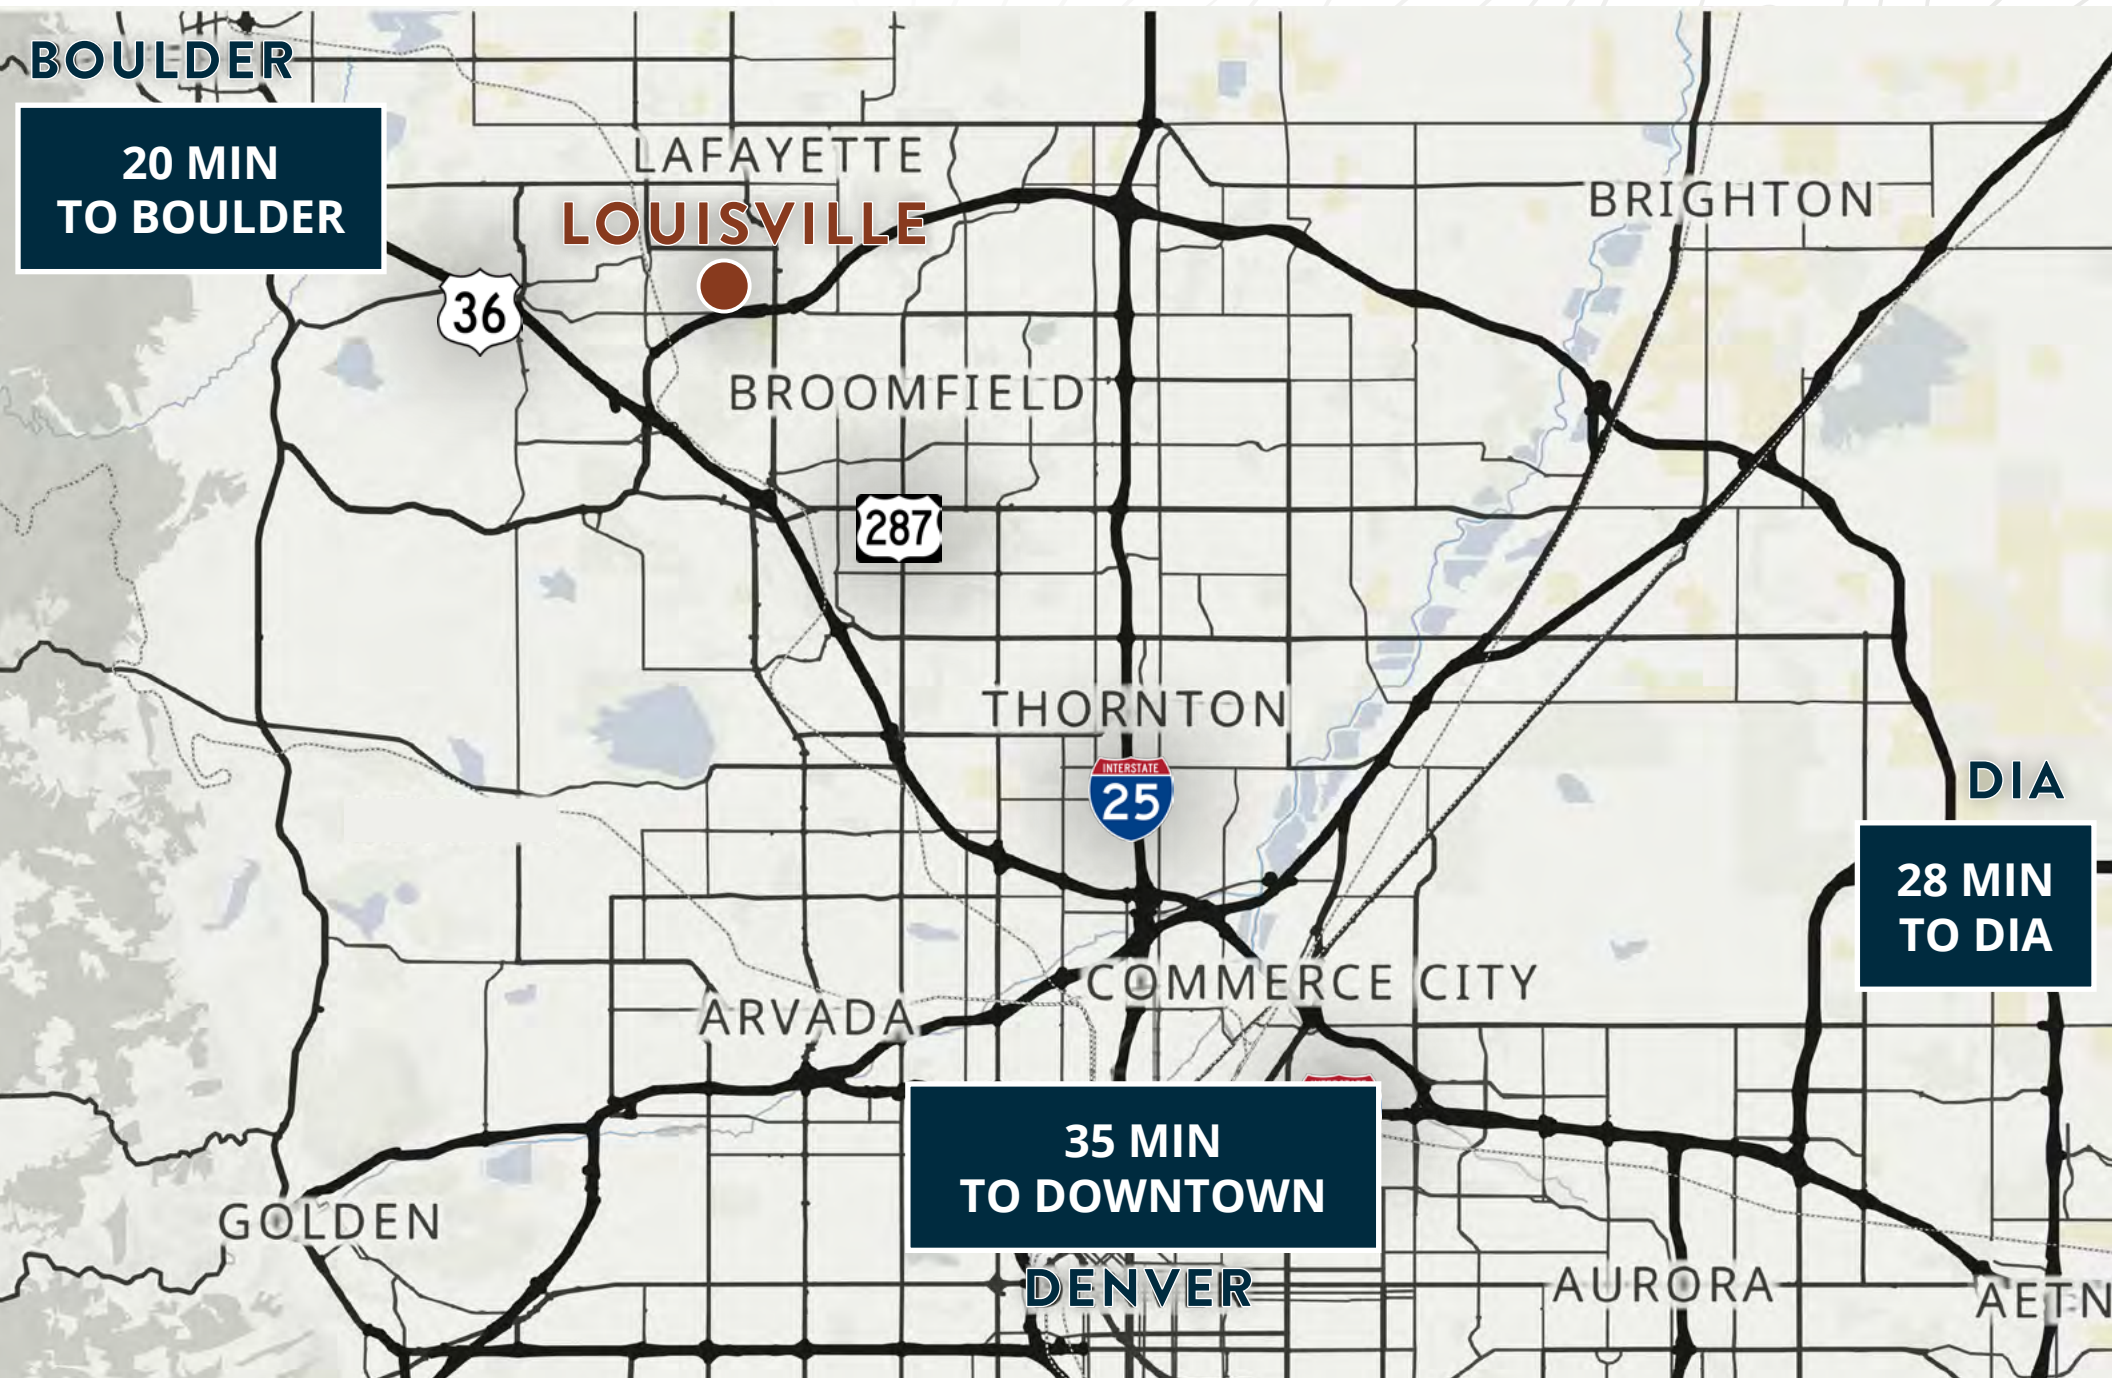 BOULDER
20 MIN
TO BOULDER
LAFAYETTE
LOUISVILLE
BRIGHTON
36
BROOMFIELD
287
THORNTON
INTERSTATE
25
DIA
28 MIN
TO DIA
COMMERCE CITY
ARVADA
35 MIN
TO DOWNTOWN
GOLDEN
DENVER
AURORA
AETN